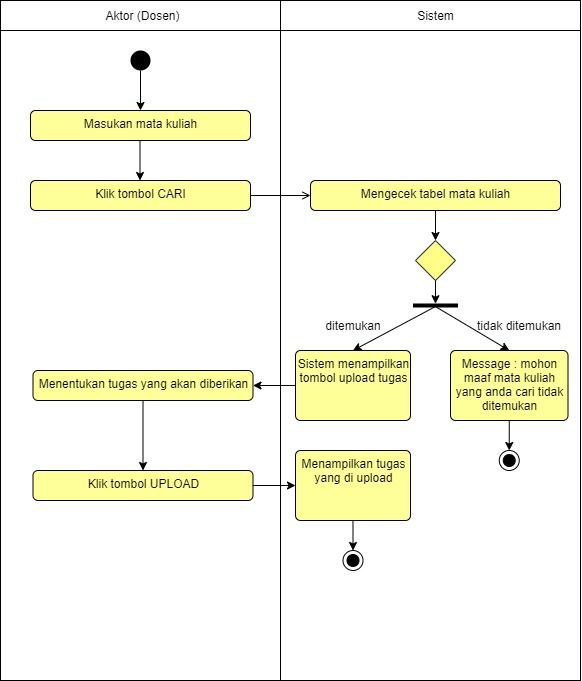 Aktor (Dosen)
Sistem
Masukan mata kuliah
Klik tombol CARI
Mengecek tabel mata kuliah
ditemukan
tidak ditemukan
Sistem menampilkan
tombol upload tugas
Message : mohon
maaf mata kuliah
yang anda cari tidak
ditemukan
Menentukan tugas yang akan diberikan
Klik tombol UPLOAD
Menampilkan tugas
yang di upload